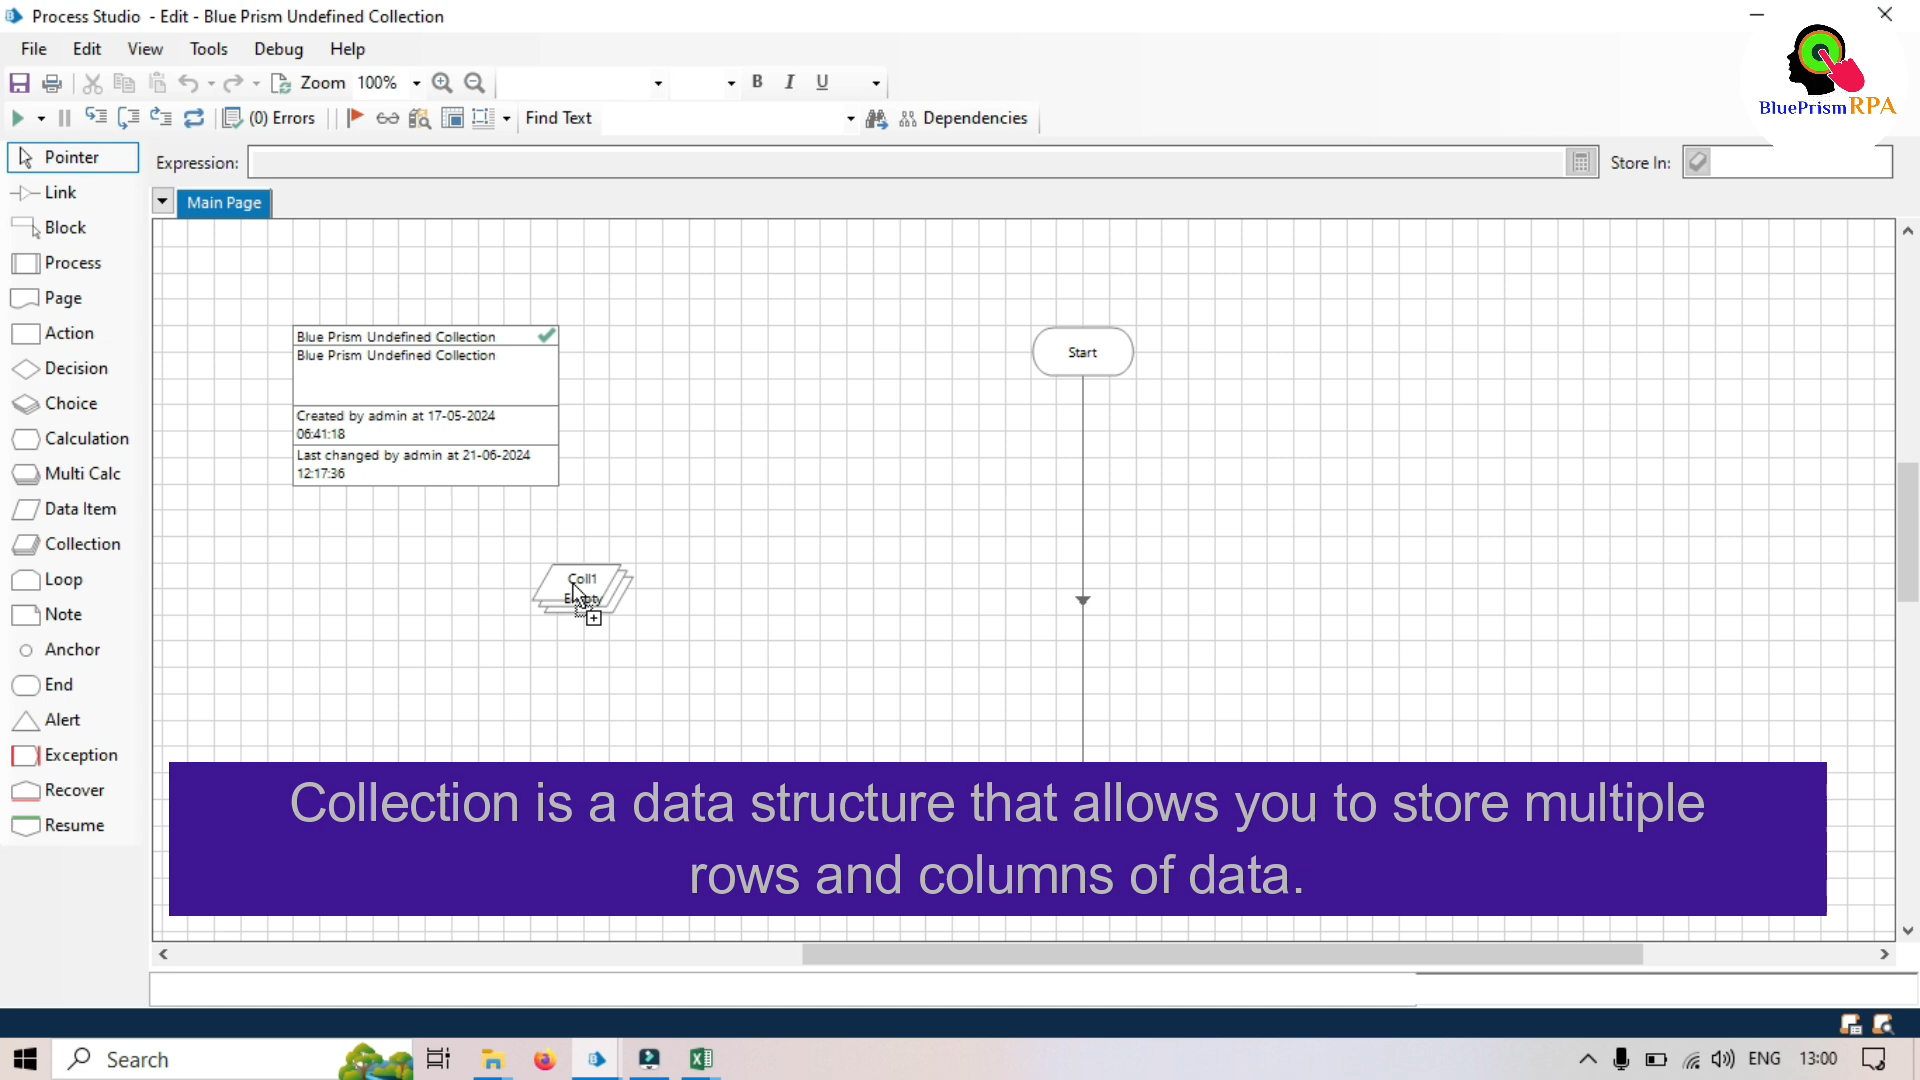 Process Studio - Edit - Blue Prism Undefined Collection
File Edit View Tools Debug Help
Zoom 100% B I U
(0) Errors Find Text Dependencies
BluePrismRPA
Pointer
Expression:
Store In:
Link
Main Page
Block
Process
Page
Action
Decision
Choice
Calculation
Multi Calc
Data Item
Collection
Loop
Note
Anchor
End
Alert
Exception
Recover
Resume
Blue Prism Undefined Collection
Blue Prism Undefined Collection
Created by admin at 17-05-2024
06:41:18
Last changed by admin at 21-06-2024
12:17:36
Start
Coll1
Empty
Collection is a data structure that allows you to store multiple
rows and columns of data.
Search
ENG 13:00